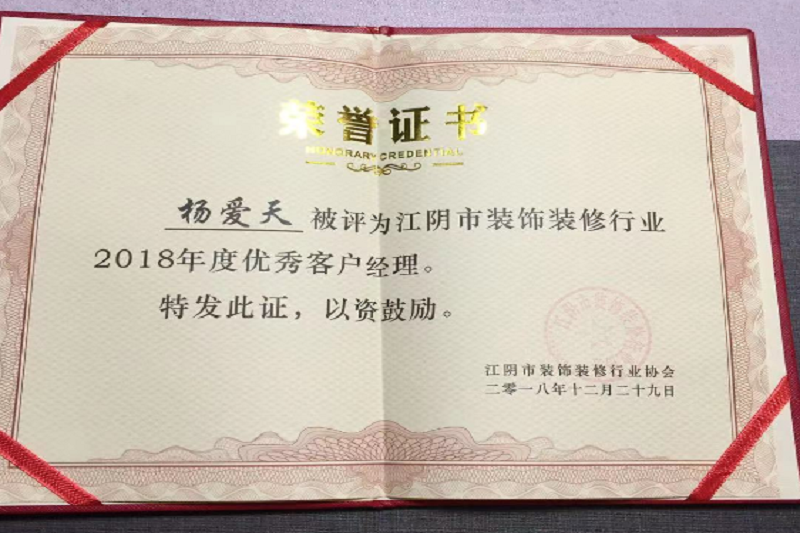 荣誉证书
HONORARY CREDENTIAL
杨爱天 被评为江阴市装饰装修行业
2018年度优秀客户经理。
特发此证，以资鼓励。
江阴市装饰装修行业协会
二零一八年十二月二十九日